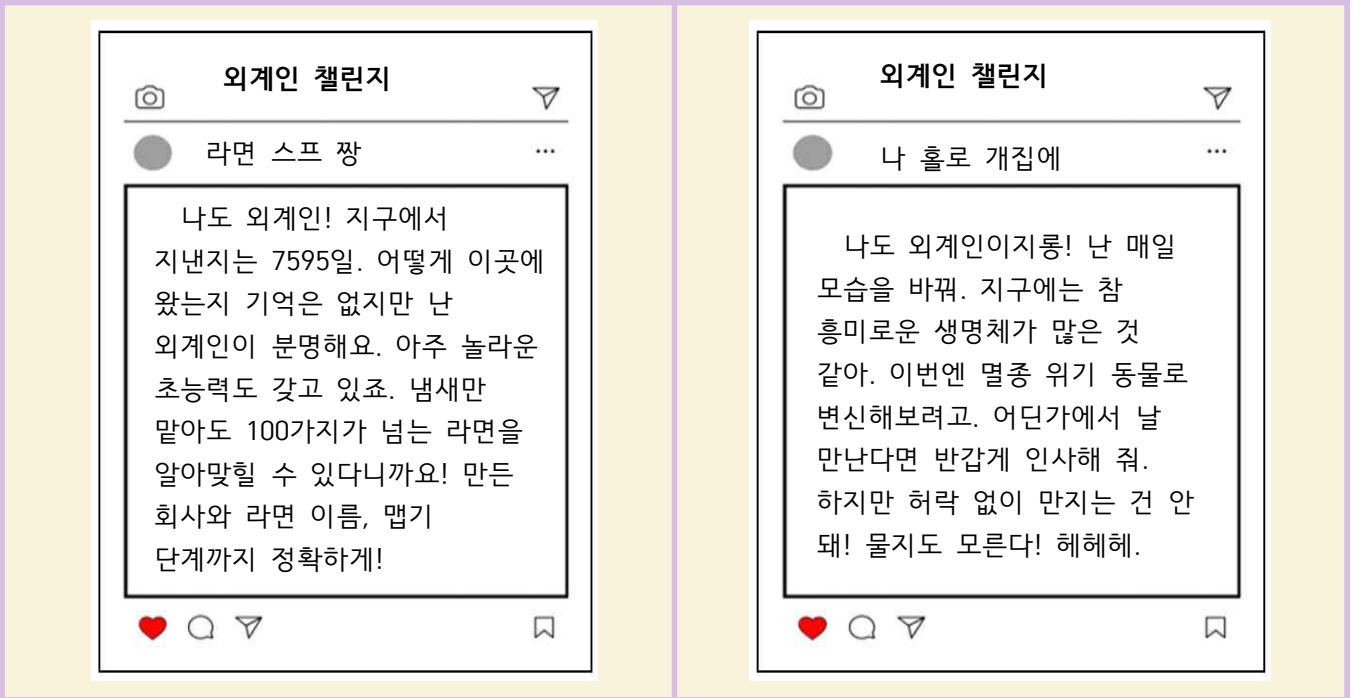 외계인 챌린지
라면 스프 짱
...
나도 외계인! 지구에서
지낸지는 7595일. 어떻게 이곳에
왔는지 기억은 없지만 난
외계인이 분명해요. 아주 놀라운
초능력도 갖고 있죠. 냄새만
맡아도 100가지가 넘는 라면을
알아맞힐 수 있다니까요! 만든
회사와 라면 이름, 맵기
단계까지 정확하게!
외계인 챌린지
나 홀로 개집에
...
나도 외계인이지롱! 난 매일
모습을 바꿔. 지구에는 참
흥미로운 생명체가 많은 것
같아. 이번엔 멸종 위기 동물로
변신해보려고. 어딘가에서 날
만난다면 반갑게 인사해 줘.
하지만 허락 없이 만지는 건 안
돼! 물지도 모른다! 헤헤헤.